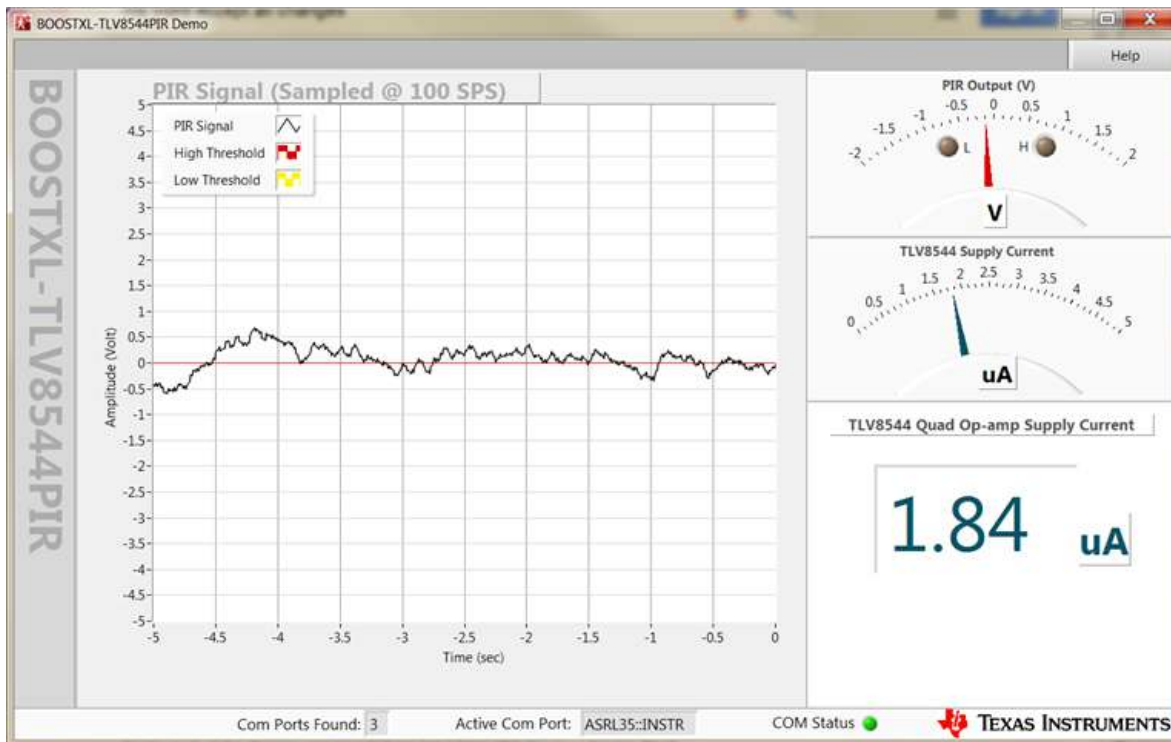 BOOSTXL-TLV8544PIR Demo
Help
BOOSTXL-TLV8544PIR
PIR Signal (Sampled @ 100 SPS)
PIR Signal
High Threshold
Low Threshold
5
4.5
4
3.5
3
2.5
2
1.5
1
0.5
0
-0.5
-1
-1.5
-2
-2.5
-3
-3.5
-4
-4.5
-5
Amplitude (Volt)
-5 -4.5 -4 -3.5 -3 -2.5 -2 -1.5 -1 -0.5 0
Time (sec)
PIR Output (V)
-2 -1.5 -1 -0.5 0 0.5 1 1.5 2
L H
V
TLV8544 Supply Current
0 0.5 1 1.5 2 2.5 3 3.5 4 4.5 5
uA
TLV8544 Quad Op-amp Supply Current
1.84 uA
Com Ports Found: 3 Active Com Port: ASRL35::INSTR COM Status TEXAS INSTRUMENTS